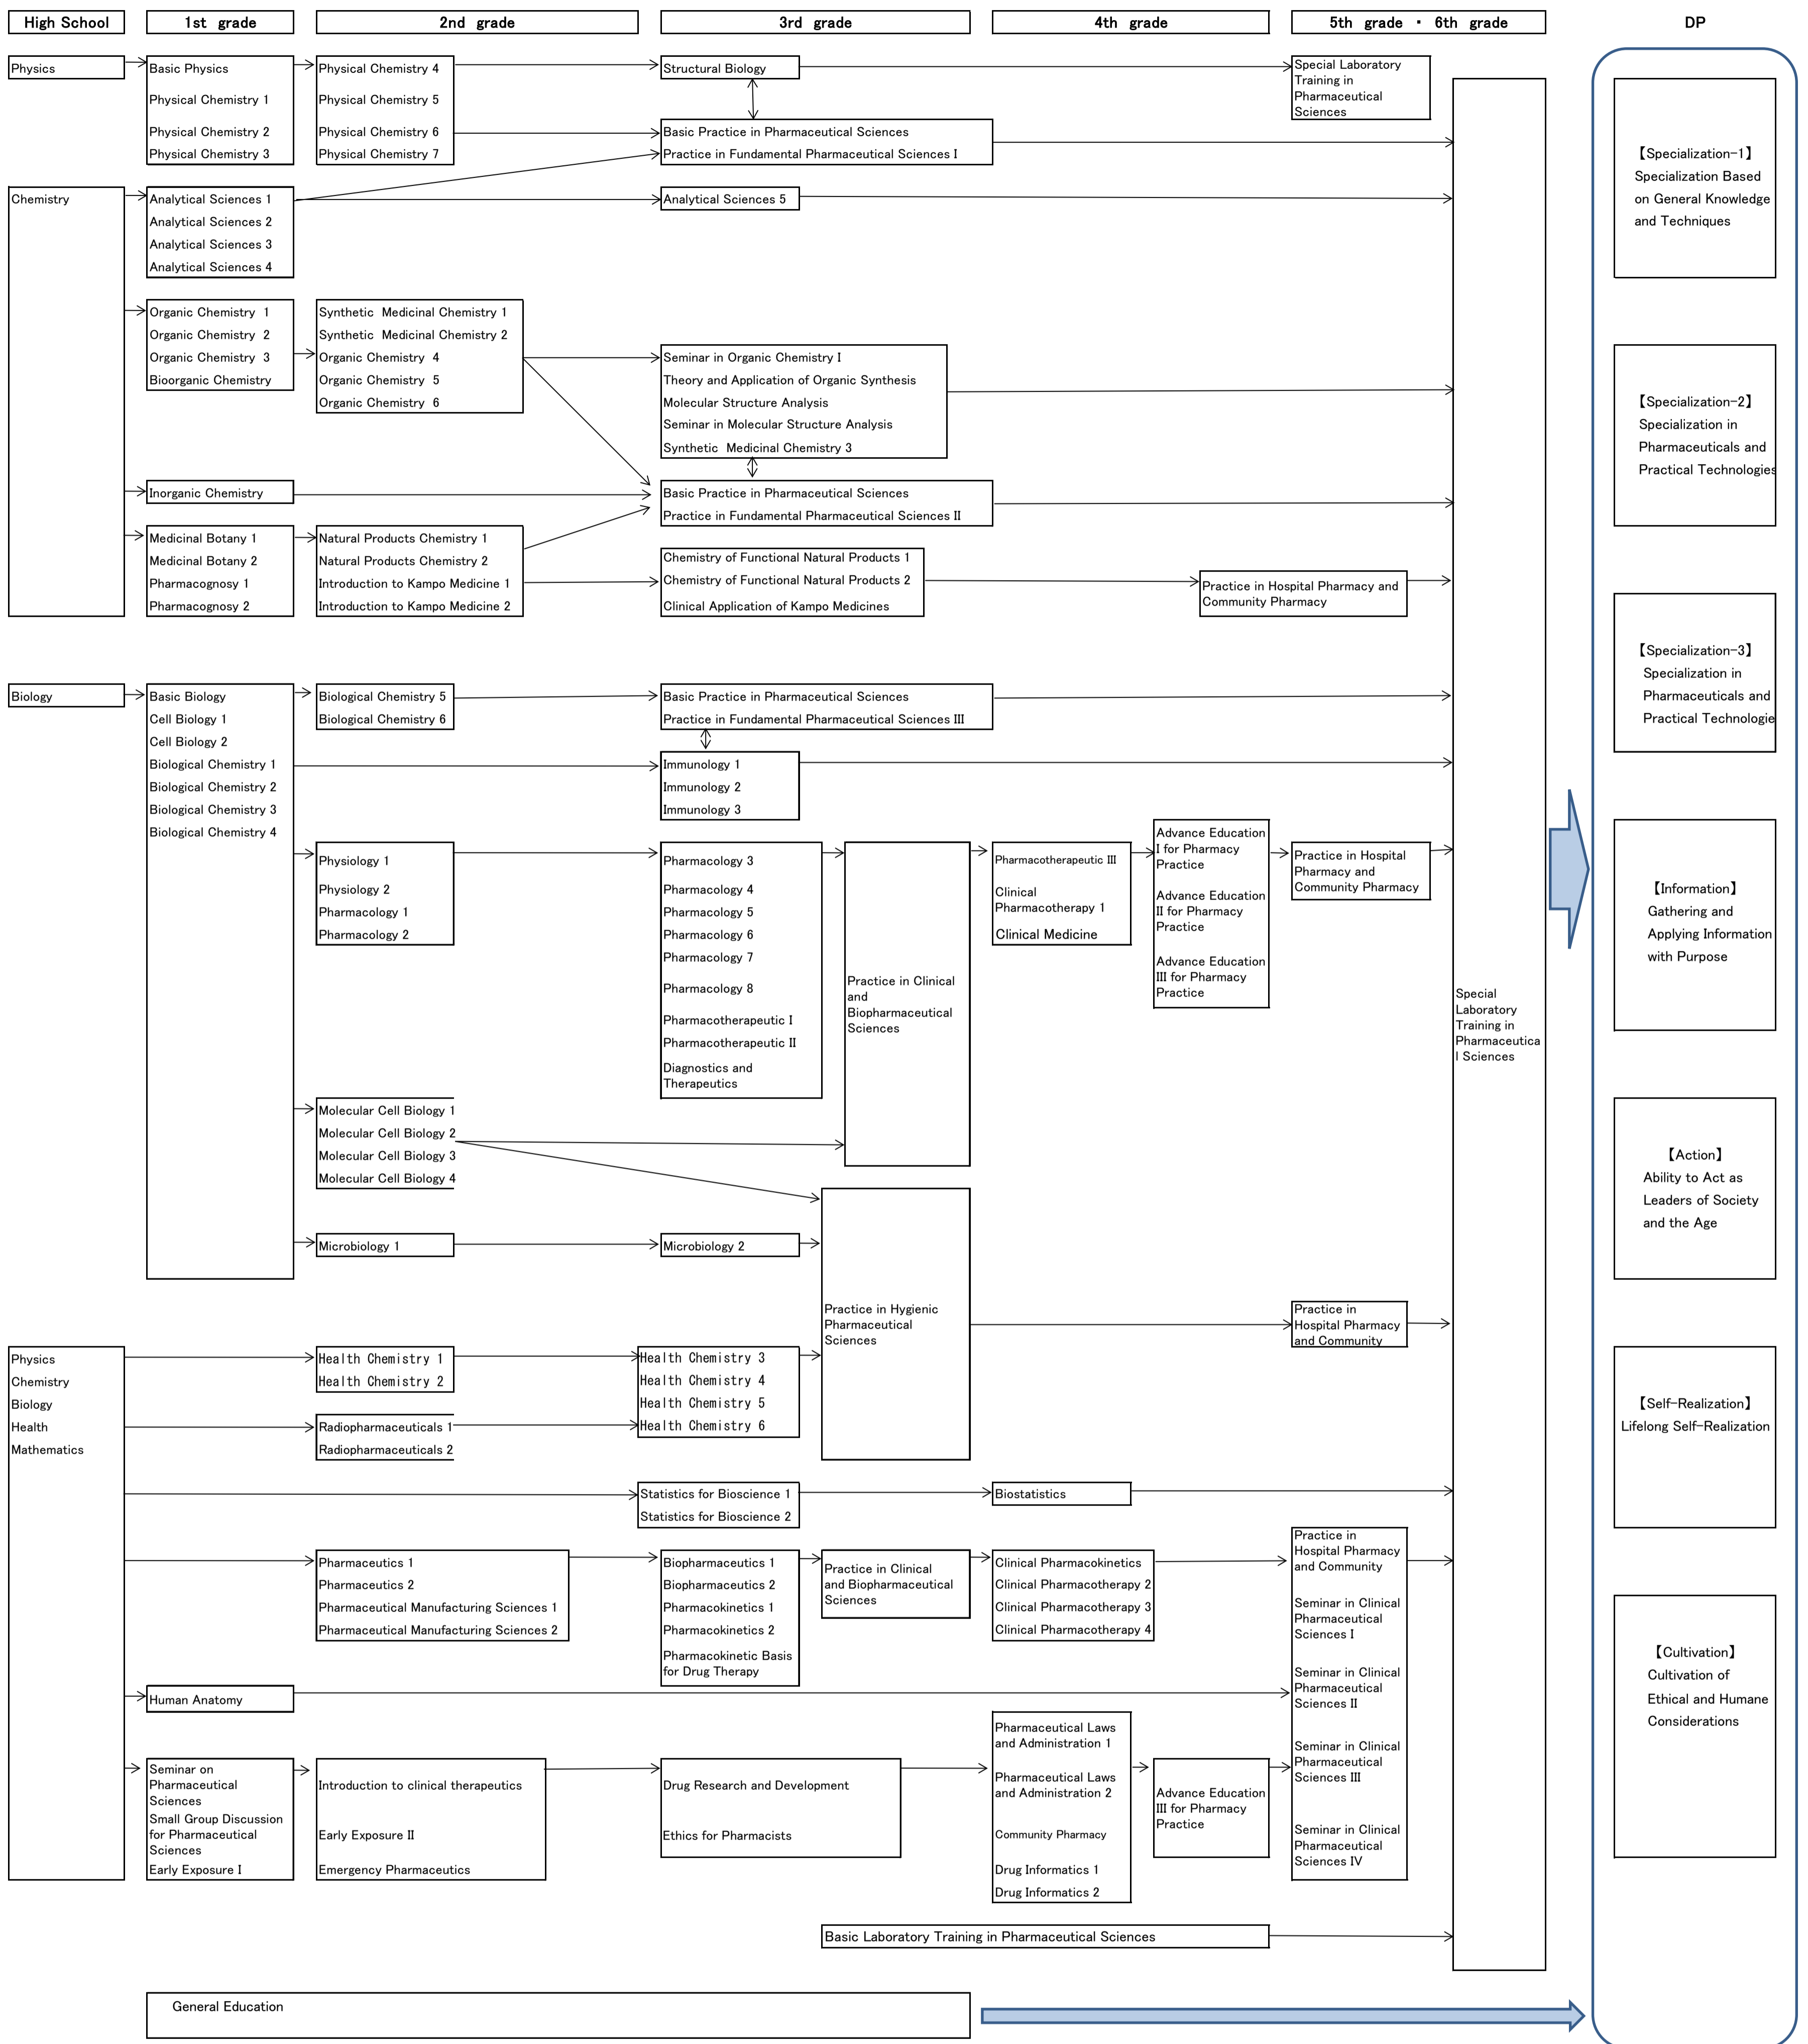 High School
1st grade
2nd grade
3rd grade
4th grade
5th grade ・ 6th grade
DP
Physics
Basic Physics
Physical Chemistry 1
Physical Chemistry 2
Physical Chemistry 3
Physical Chemistry 4
Physical Chemistry 5
Physical Chemistry 6
Physical Chemistry 7
Structural Biology
Basic Practice in Pharmaceutical Sciences
Practice in Fundamental Pharmaceutical Sciences I
Special Laboratory
Training in
Pharmaceutical
Sciences
Chemistry
Analytical Sciences 1
Analytical Sciences 2
Analytical Sciences 3
Analytical Sciences 4
Analytical Sciences 5
Organic Chemistry 1
Organic Chemistry 2
Organic Chemistry 3
Bioorganic Chemistry
Synthetic Medicinal Chemistry 1
Synthetic Medicinal Chemistry 2
Organic Chemistry 4
Organic Chemistry 5
Organic Chemistry 6
Seminar in Organic Chemistry I
Theory and Application of Organic Synthesis
Molecular Structure Analysis
Seminar in Molecular Structure Analysis
Synthetic Medicinal Chemistry 3
Inorganic Chemistry
Basic Practice in Pharmaceutical Sciences
Practice in Fundamental Pharmaceutical Sciences II
Medicinal Botany 1
Medicinal Botany 2
Pharmacognosy 1
Pharmacognosy 2
Natural Products Chemistry 1
Natural Products Chemistry 2
Introduction to Kampo Medicine 1
Introduction to Kampo Medicine 2
Chemistry of Functional Natural Products 1
Chemistry of Functional Natural Products 2
Clinical Application of Kampo Medicines
Practice in Hospital Pharmacy and
Community Pharmacy
Biology
Basic Biology
Cell Biology 1
Cell Biology 2
Biological Chemistry 1
Biological Chemistry 2
Biological Chemistry 3
Biological Chemistry 4
Biological Chemistry 5
Biological Chemistry 6
Basic Practice in Pharmaceutical Sciences
Practice in Fundamental Pharmaceutical Sciences III
Immunology 1
Immunology 2
Immunology 3
Physiology 1
Physiology 2
Pharmacology 1
Pharmacology 2
Pharmacology 3
Pharmacology 4
Pharmacology 5
Pharmacology 6
Pharmacology 7
Pharmacology 8
Pharmacotherapeutic I
Pharmacotherapeutic II
Diagnostics and
Therapeutics
Practice in Clinical
and
Biopharmaceutical
Sciences
Pharmacotherapeutic III
Clinical
Pharmacotherapy 1
Clinical Medicine
Advance Education
I for Pharmacy
Practice
Advance Education
II for Pharmacy
Practice
Advance Education
III for Pharmacy
Practice
Practice in Hospital
Pharmacy and
Community Pharmacy
Special
Laboratory
Training in
Pharmaceutica
l Sciences
Molecular Cell Biology 1
Molecular Cell Biology 2
Molecular Cell Biology 3
Molecular Cell Biology 4
Microbiology 1
Microbiology 2
Practice in Hygienic
Pharmaceutical
Sciences
Practice in
Hospital Pharmacy
and Community
Physics
Chemistry
Biology
Health
Mathematics
Health Chemistry 1
Health Chemistry 2
Health Chemistry 3
Health Chemistry 4
Health Chemistry 5
Health Chemistry 6
Radiopharmaceuticals 1
Radiopharmaceuticals 2
Statistics for Bioscience 1
Statistics for Bioscience 2
Biostatistics
Pharmaceutics 1
Pharmaceutics 2
Pharmaceutical Manufacturing Sciences 1
Pharmaceutical Manufacturing Sciences 2
Biopharmaceutics 1
Biopharmaceutics 2
Pharmacokinetics 1
Pharmacokinetics 2
Pharmacokinetic Basis
for Drug Therapy
Practice in Clinical
and Biopharmaceutical
Sciences
Clinical Pharmacokinetics
Clinical Pharmacotherapy 2
Clinical Pharmacotherapy 3
Clinical Pharmacotherapy 4
Practice in
Hospital Pharmacy
and Community
Seminar in Clinical
Pharmaceutical
Sciences I
Seminar in Clinical
Pharmaceutical
Sciences II
Seminar in Clinical
Pharmaceutical
Sciences III
Seminar in Clinical
Pharmaceutical
Sciences IV
Human Anatomy
Seminar on
Pharmaceutical
Sciences
Small Group Discussion
for Pharmaceutical
Sciences
Early Exposure I
Introduction to clinical therapeutics
Early Exposure II
Emergency Pharmaceutics
Drug Research and Development
Ethics for Pharmacists
Pharmaceutical Laws
and Administration 1
Pharmaceutical Laws
and Administration 2
Community Pharmacy
Drug Informatics 1
Drug Informatics 2
Advance Education
III for Pharmacy
Practice
Basic Laboratory Training in Pharmaceutical Sciences
General Education
【Specialization-1】
Specialization Based
on General Knowledge
and Techniques
【Specialization-2】
Specialization in
Pharmaceuticals and
Practical Technologies
【Specialization-3】
Specialization in
Pharmaceuticals and
Practical Technologie
【Information】
Gathering and
Applying Information
with Purpose
【Action】
Ability to Act as
Leaders of Society
and the Age
【Self-Realization】
Lifelong Self-Realization
【Cultivation】
Cultivation of
Ethical and Humane
Considerations